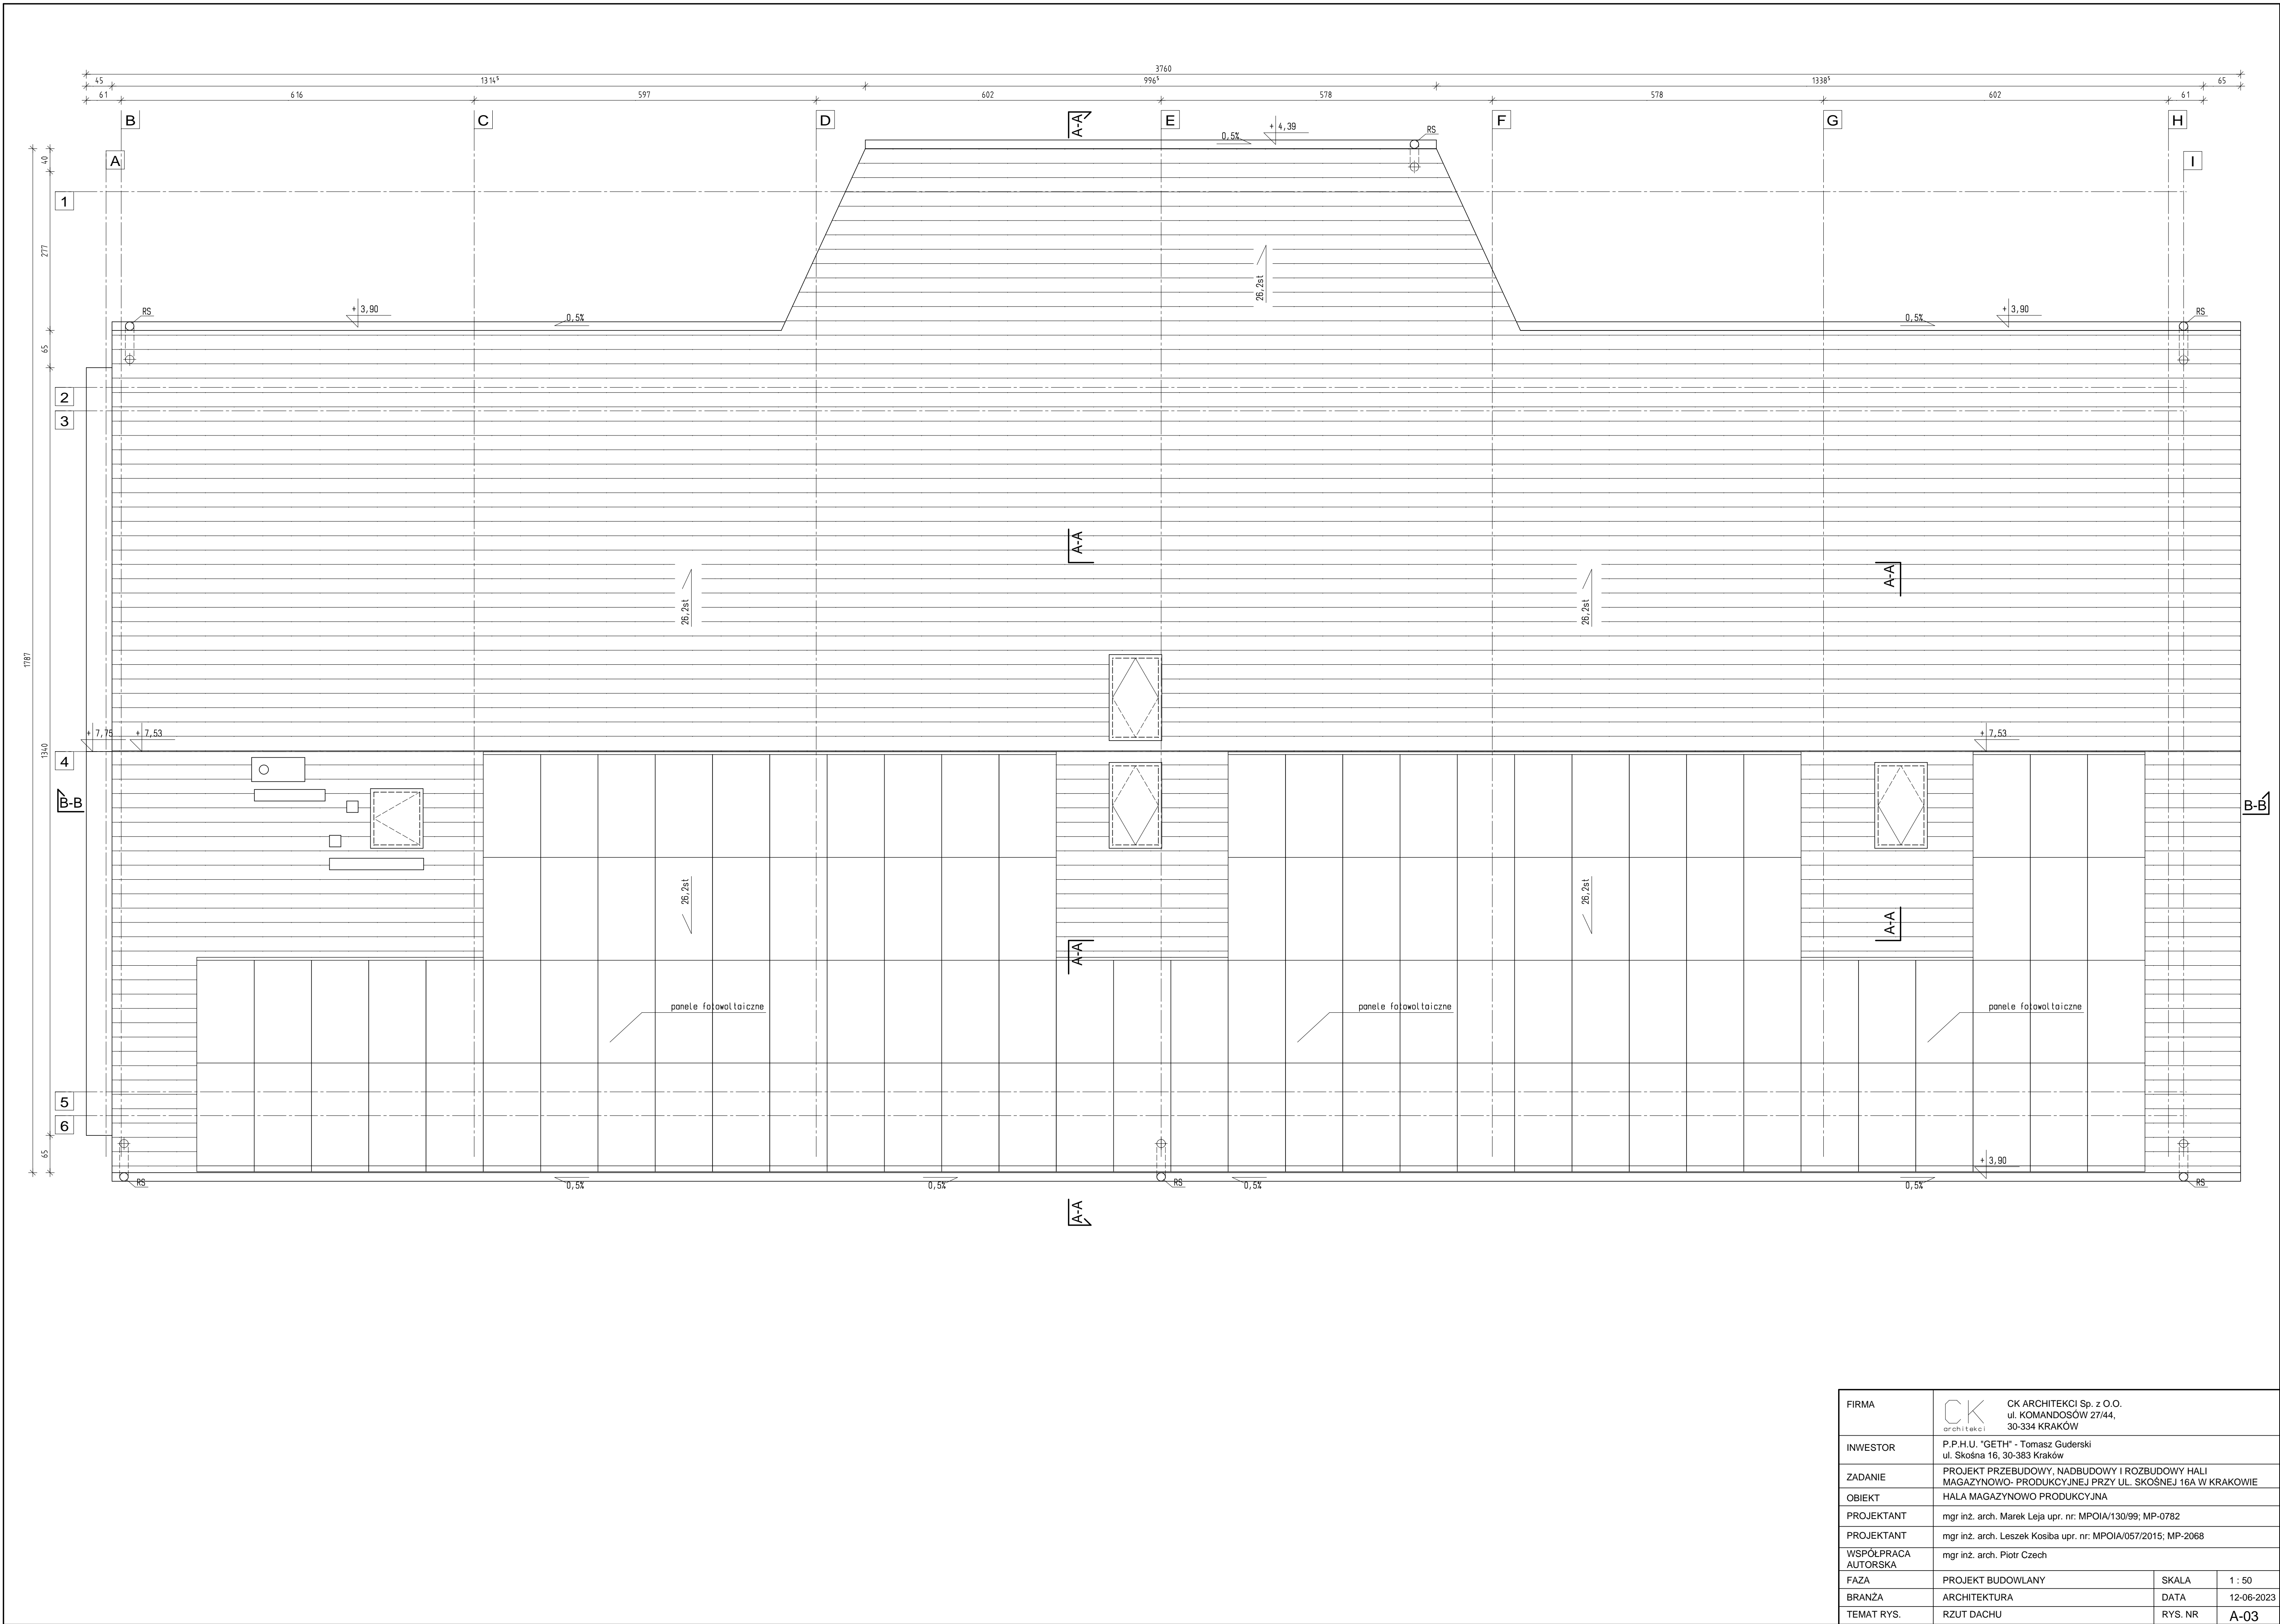 3760
45
1314⁵
996⁵
1338⁵
65
61
616
597
602
578
578
602
61
B
C
D
A-A
E
F
G
H
A
I
+ 4,39
0,5%
RS
40
1
277
26,2st
RS
+ 3,90
0,5%
0,5%
+ 3,90
RS
65
2
3
A-A
A-A
26,2st
26,2st
1787
+ 7,75
+ 7,53
+ 7,53
1340
4
B-B
B-B
26,2st
26,2st
A-A
A-A
panele fotowoltaiczne
panele fotowoltaiczne
panele fotowoltaiczne
5
6
65
+ 3,90
RS
0,5%
0,5%
RS
0,5%
0,5%
RS
A-A
FIRMA
CK
architekci
CK ARCHITEKCI Sp. z O.O.
ul. KOMANDOSÓW 27/44,
30-334 KRAKÓW
INWESTOR
P.P.H.U. "GETH" - Tomasz Guderski
ul. Skośna 16, 30-383 Kraków
ZADANIE
PROJEKT PRZEBUDOWY, NADBUDOWY I ROZBUDOWY HALI
MAGAZYNOWO- PRODUKCYJNEJ PRZY UL. SKOŚNEJ 16A W KRAKOWIE
OBIEKT
HALA MAGAZYNOWO PRODUKCYJNA
PROJEKTANT
mgr inż. arch. Marek Leja upr. nr: MPOIA/130/99; MP-0782
PROJEKTANT
mgr inż. arch. Leszek Kosiba upr. nr: MPOIA/057/2015; MP-2068
WSPÓŁPRACA
AUTORSKA
mgr inż. arch. Piotr Czech
FAZA
PROJEKT BUDOWLANY
SKALA
1 : 50
BRANŻA
ARCHITEKTURA
DATA
12-06-2023
TEMAT RYS.
RZUT DACHU
RYS. NR
A-03